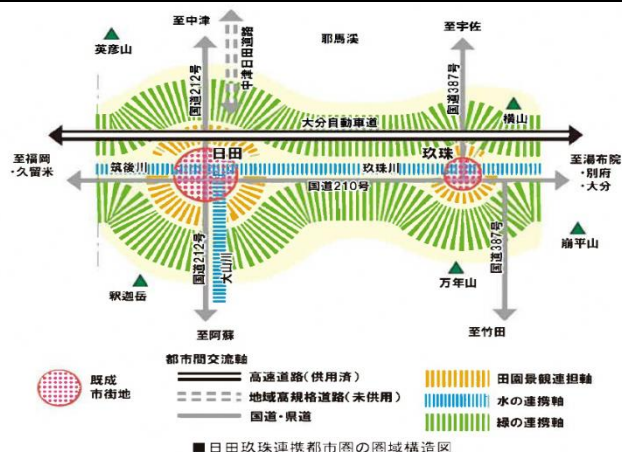 至中津
耶馬溪
至宇佐
英彦山
国道212号
中津日田道路
国道387号
横山
大分自動車道
日田
玖珠
至福岡
・久留米
筑後川
玖珠川
至湯布院
・別府
・大分
国道210号
国道212号
大山川
国道387号
崩平山
釈迦岳
万年山
至阿蘇
至竹田
既成
市街地
都市間交流軸
高速道路(供用済)
地域高規格道路(未供用)
国道・県道
田園景観連担軸
水の連携軸
緑の連携軸
■日田玖珠連携都市圏の圏域構造図